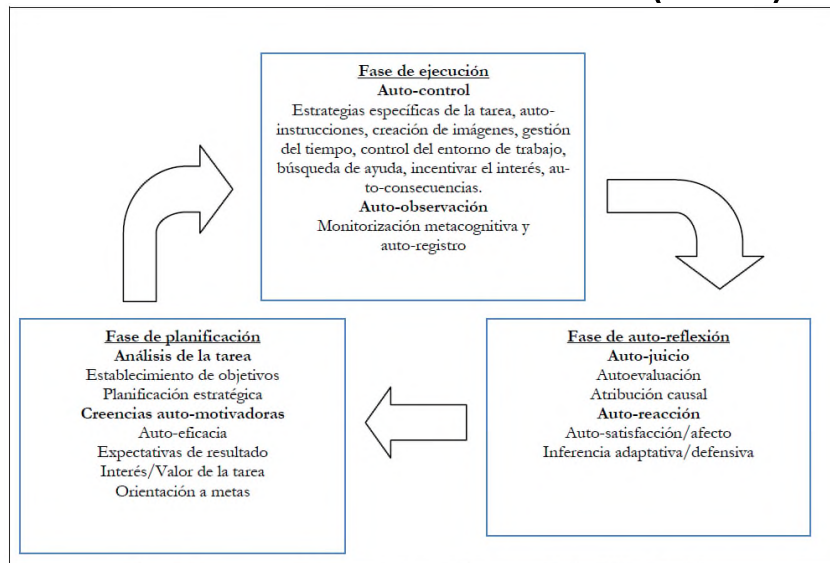 Fase de ejecución
Auto-control
Estrategias específicas de la tarea, auto-
instrucciones, creación de imágenes, gestión
del tiempo, control del entorno de trabajo,
búsqueda de ayuda, incentivar el interés, au-
to-consecuencias.
Auto-observación
Monitorización metacognitiva y
auto-registro
Fase de planificación
Análisis de la tarea
Establecimiento de objetivos
Planificación estratégica
Creencias auto-motivadoras
Auto-eficacia
Expectativas de resultado
Interés/Valor de la tarea
Orientación a metas
Fase de auto-reflexión
Auto-juicio
Autoevaluación
Atribución causal
Auto-reacción
Auto-satisfacción/afecto
Inferencia adaptativa/defensiva